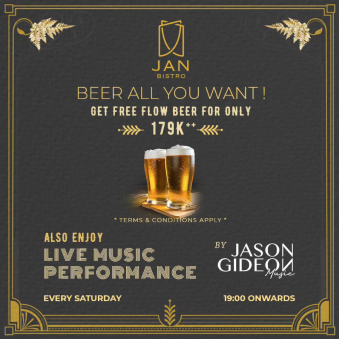 JAN
BISTRO
BEER ALL YOU WANT !
GET FREE FLOW BEER FOR ONLY
179K++
* TERMS & CONDITIONS APPLY *
ALSO ENJOY
LIVE MUSIC
PERFORMANCE
BY JASON
GIDEON
Music
EVERY SATURDAY
19:00 ONWARDS